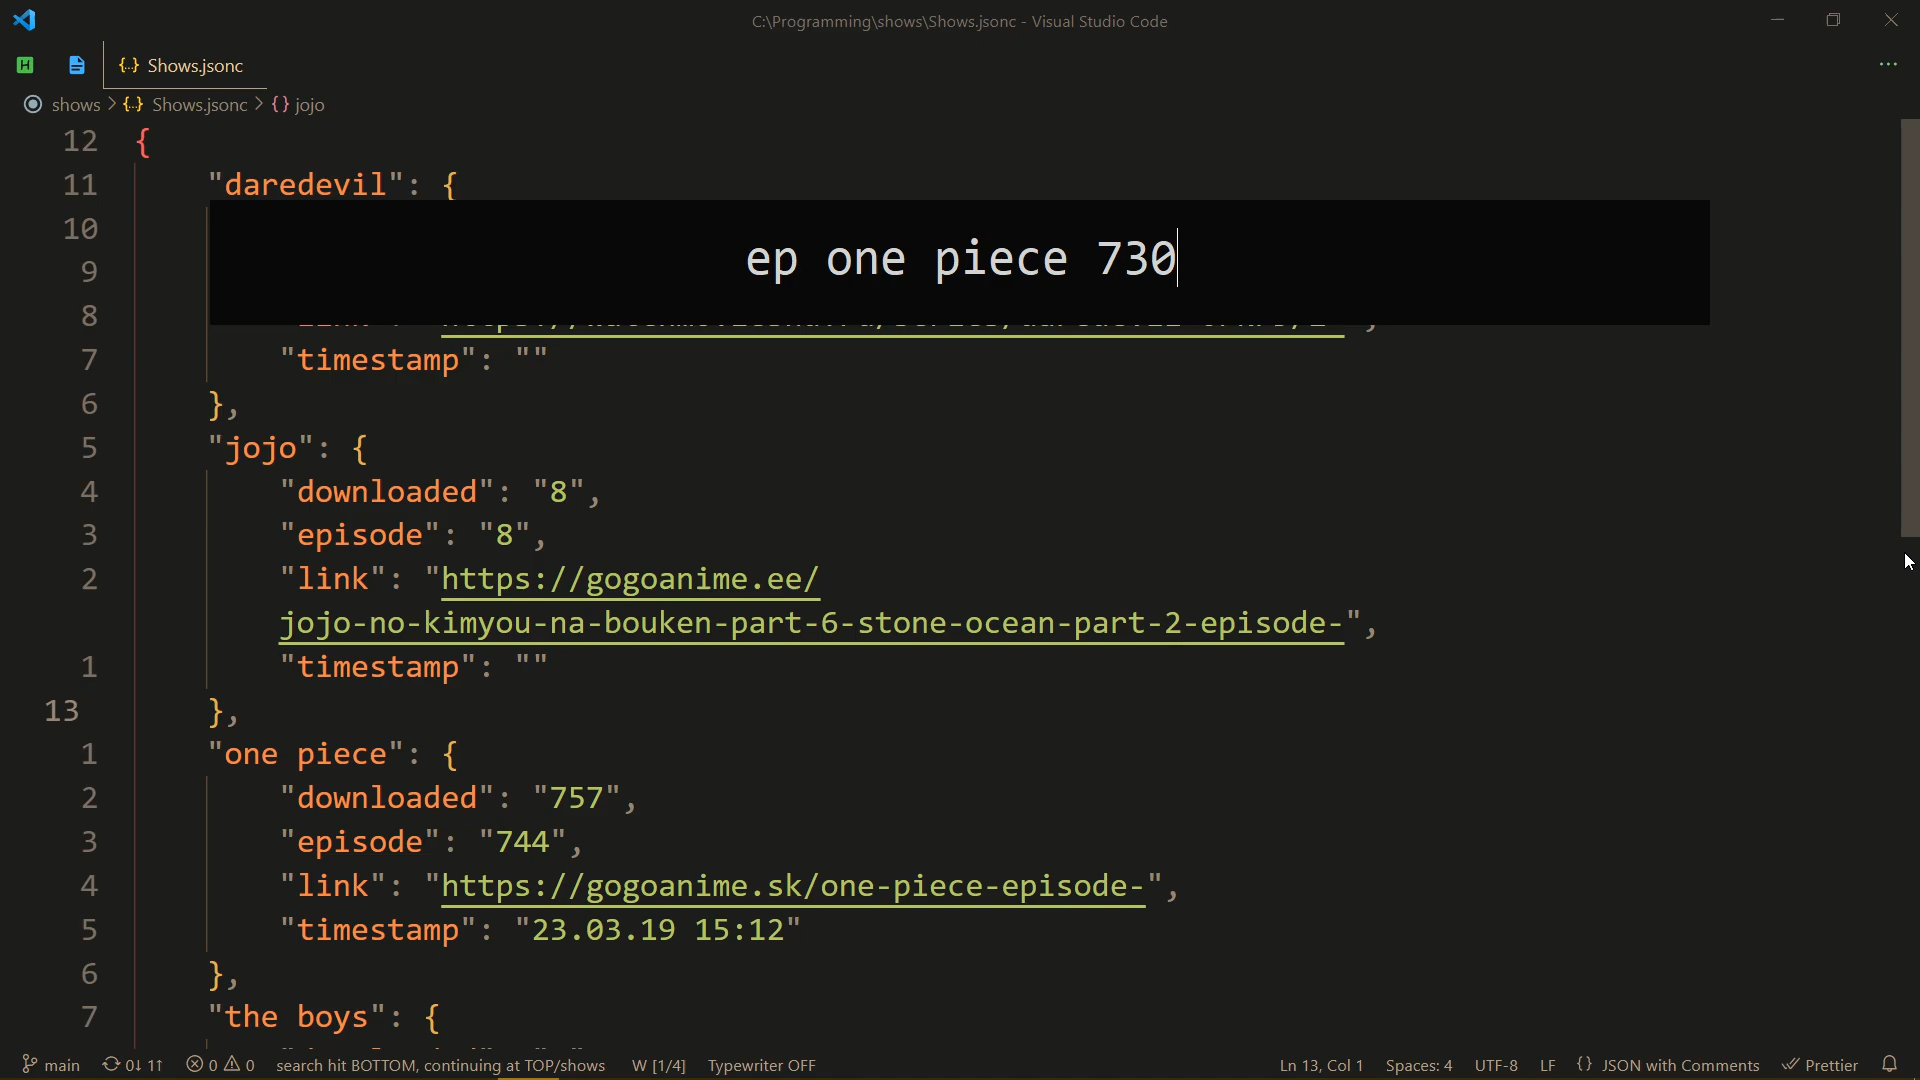 C:\Programming\shows\Shows.jsonc - Visual Studio Code
H {..} Shows.jsonc ...
shows > {..} Shows.jsonc > {} jojo
12 {
11 "daredevil": {
10
ep one piece 730
9
8
7 "timestamp": ""
6 },
5 "jojo": {
4 "downloaded": "8",
3 "episode": "8",
2 "link": "https://gogoanime.ee/
jojo-no-kimyou-na-bouken-part-6-stone-ocean-part-2-episode-",
1 "timestamp": ""
13 },
1 "one piece": {
2 "downloaded": "757",
3 "episode": "744",
4 "link": "https://gogoanime.sk/one-piece-episode-",
5 "timestamp": "23.03.19 15:12"
6 },
7 "the boys": {
main 0↓ 1↑ 0 0 search hit BOTTOM, continuing at TOP/shows W [1/4] Typewriter OFF Ln 13, Col 1 Spaces: 4 UTF-8 LF {} JSON with Comments Prettier